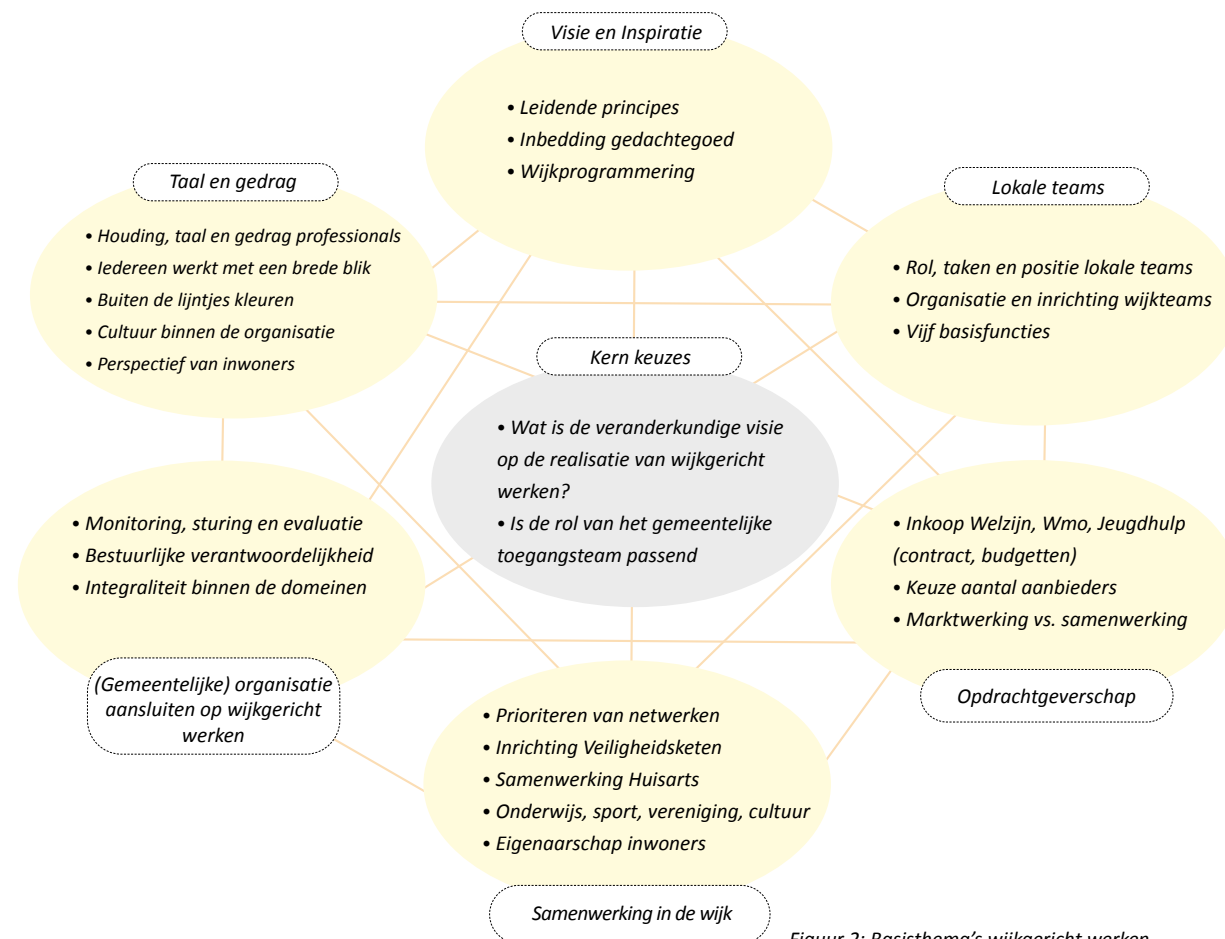 Visie en Inspiratie
• Leidende principes
• Inbedding gedachtegoed
• Wijkprogrammering
Taal en gedrag
• Houding, taal en gedrag professionals
• Iedereen werkt met een brede blik
• Buiten de lijntjes kleuren
• Cultuur binnen de organisatie
• Perspectief van inwoners
Lokale teams
• Rol, taken en positie lokale teams
• Organisatie en inrichting wijkteams
• Vijf basisfuncties
Kern keuzes
• Wat is de veranderkundige visie
op de realisatie van wijkgericht
werken?
• Is de rol van het gemeentelijke
toegangsteam passend
• Monitoring, sturing en evaluatie
• Bestuurlijke verantwoordelijkheid
• Integraliteit binnen de domeinen
(Gemeentelijke) organisatie
aansluiten op wijkgericht
werken
• Inkoop Welzijn, Wmo, Jeugdhulp
(contract, budgetten)
• Keuze aantal aanbieders
• Marktwerking vs. samenwerking
Opdrachtgeverschap
• Prioriteren van netwerken
• Inrichting Veiligheidsketen
• Samenwerking Huisarts
• Onderwijs, sport, vereniging, cultuur
• Eigenaarschap inwoners
Samenwerking in de wijk
Figuur 2: Basisthema's wijkgericht werken